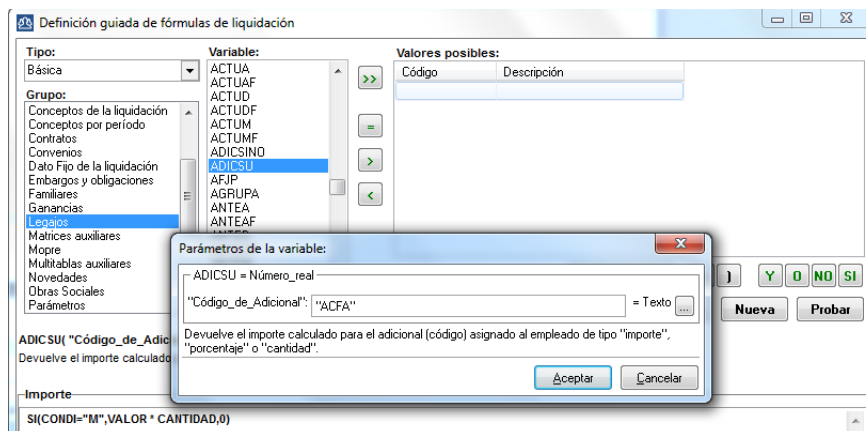 Definición guiada de fórmulas de liquidación
Tipo:
Básica
Grupo:
Conceptos de la liquidación
Conceptos por período
Contratos
Convenios
Dato Fijo de la liquidación
Embargos y obligaciones
Familiares
Ganancias
Legajos
Matrices auxiliares
Mopre
Multitablas auxiliares
Novedades
Obras Sociales
Parámetros
Variable:
ACTUA
ACTUAF
ACTUD
ACTUDF
ACTUM
ACTUMF
ADICSINO
ADICSU
AFJP
AGRUPA
ANTEA
ANTEAF
>>
=
>
<
Valores posibles:
Código Descripción
) Y O NO SI
Nueva Probar
Parámetros de la variable:
ADICSU = Número_real
"Código_de_Adicional": "ACFA" = Texto ...
Devuelve el importe calculado para el adicional (código) asignado al empleado de tipo "importe",
"porcentaje" o "cantidad".
Aceptar Cancelar
ADICSU( "Código_de_Adic
Devuelve el importe calculado
Importe
SI(CONDI="M",VALOR * CANTIDAD,0)